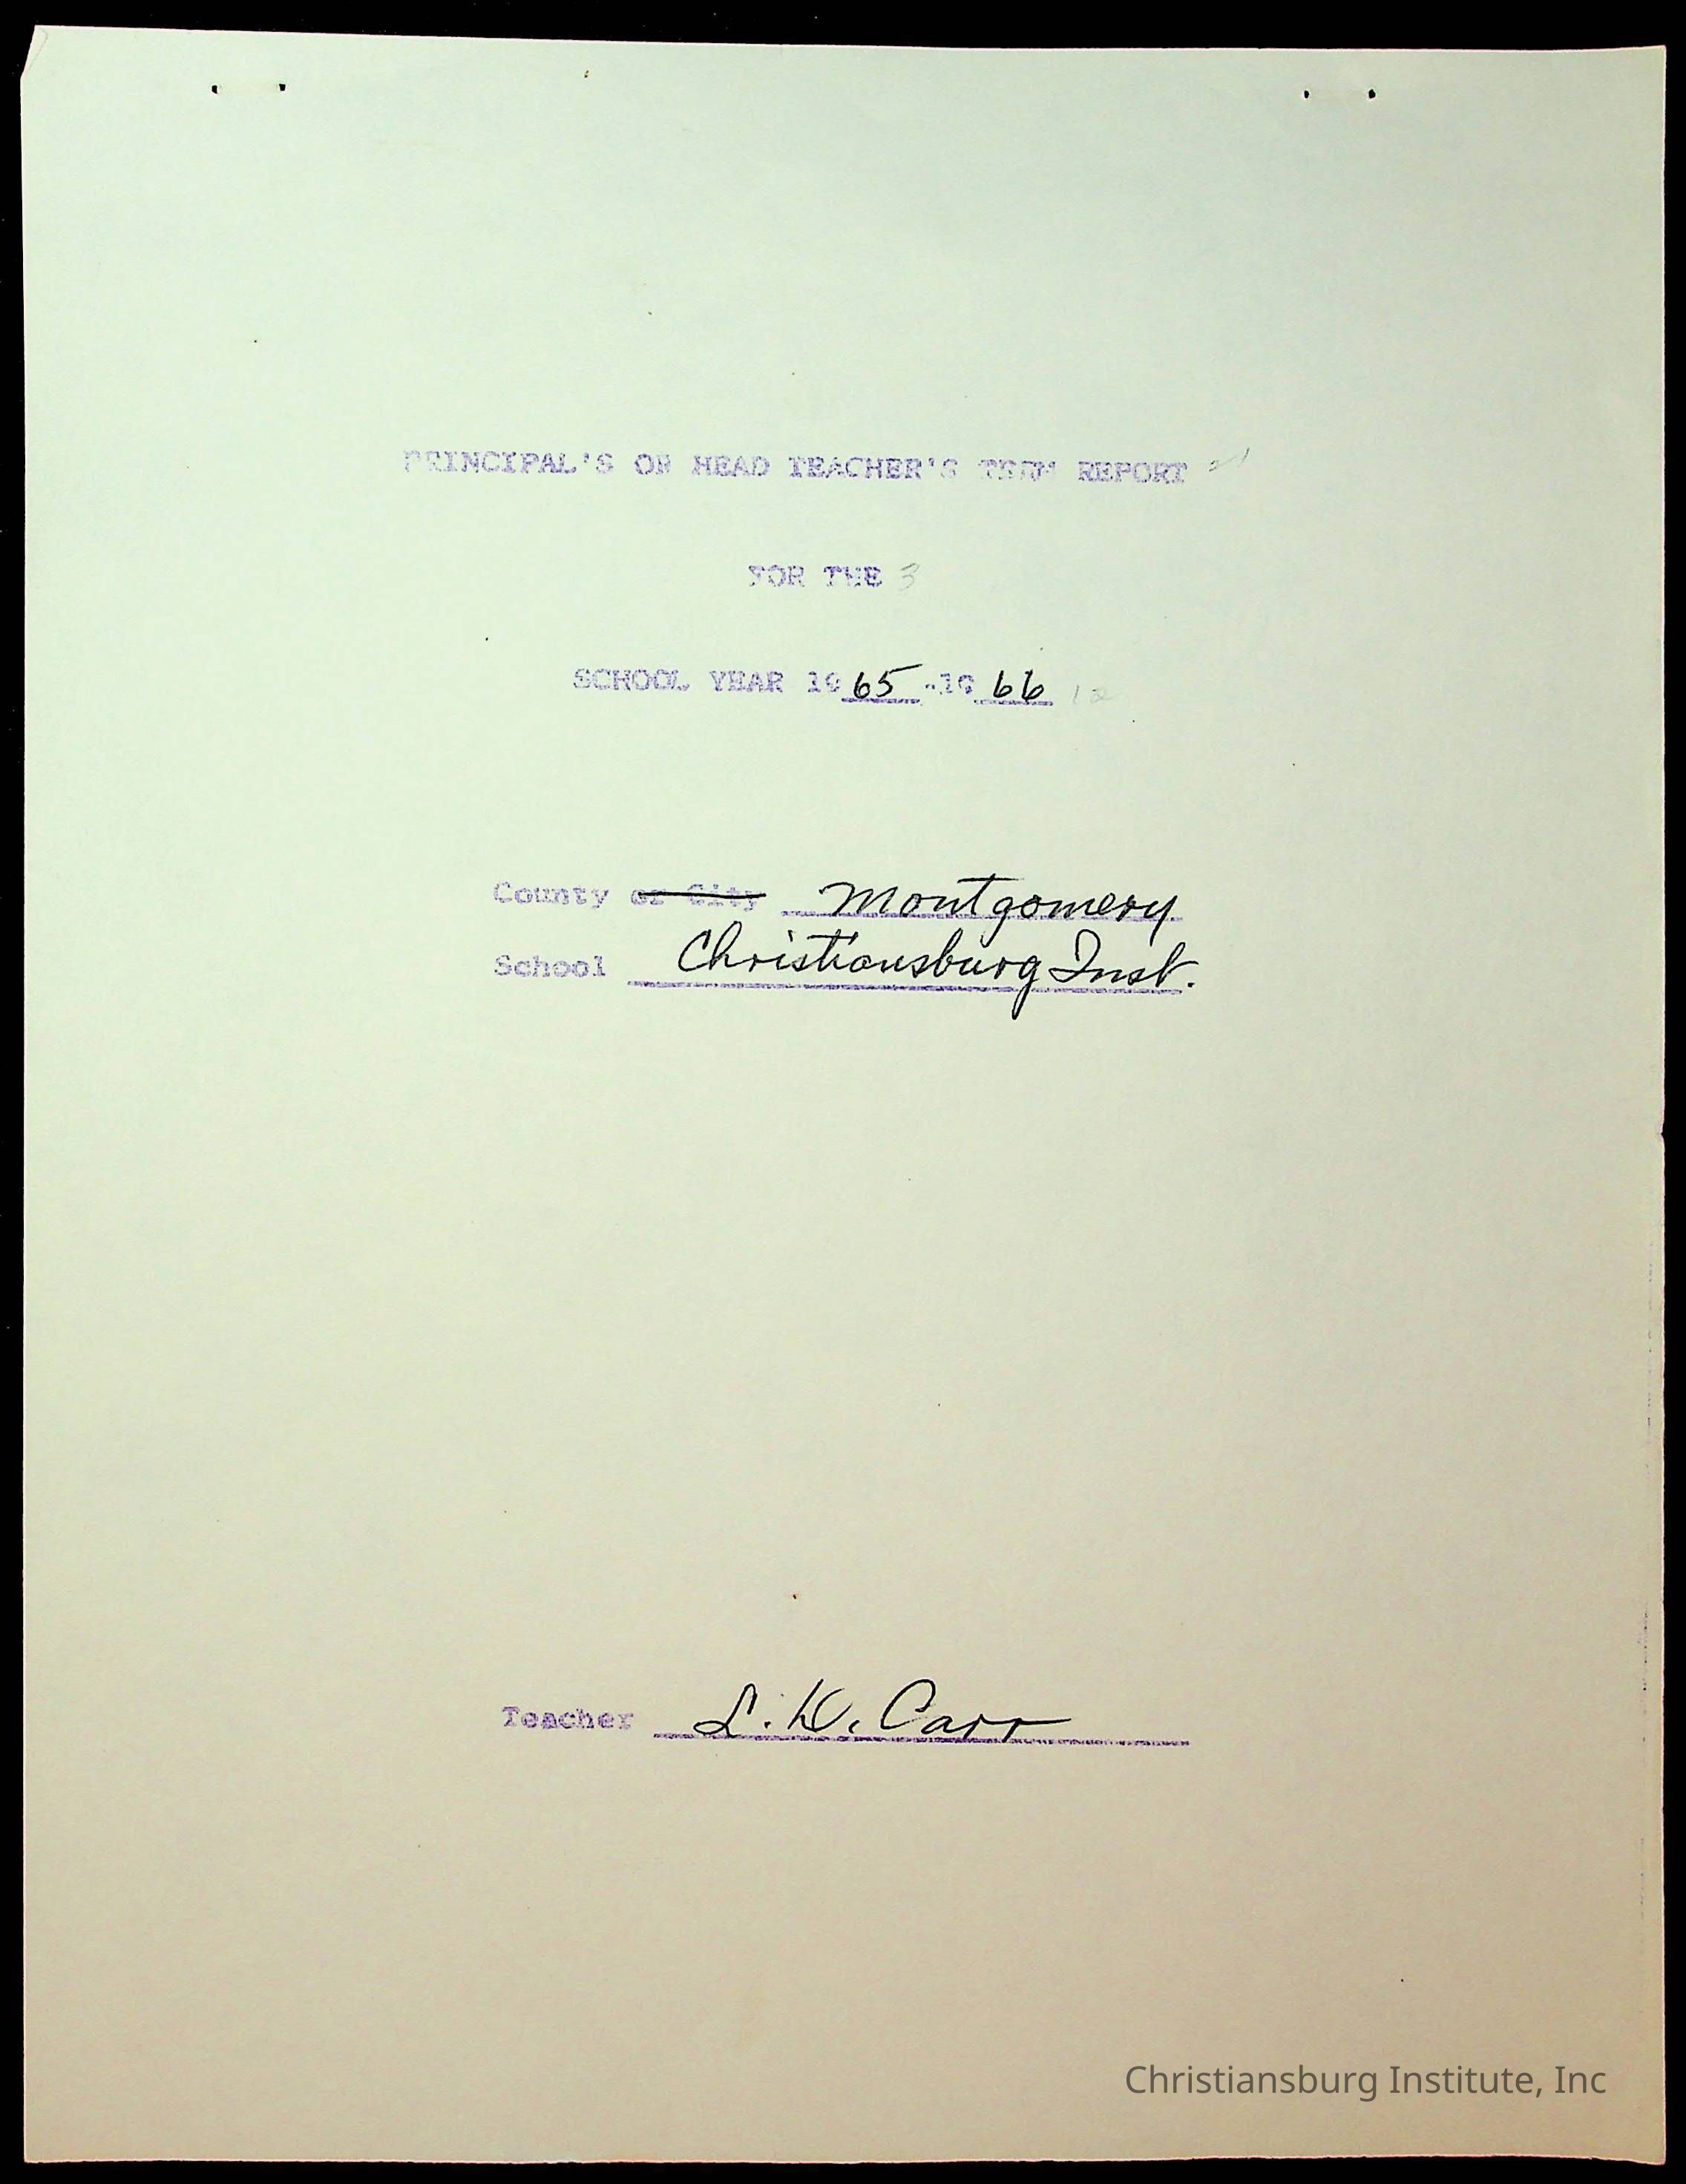 PRINCIPAL'S OR HEAD TEACHER'S TERM REPORT
FOR THE 3
SCHOOL YEAR 1965-1966
County or City Montgomery
School Christiansburg Inst.
Teacher
Carr
Christiansburg Institute, Inc